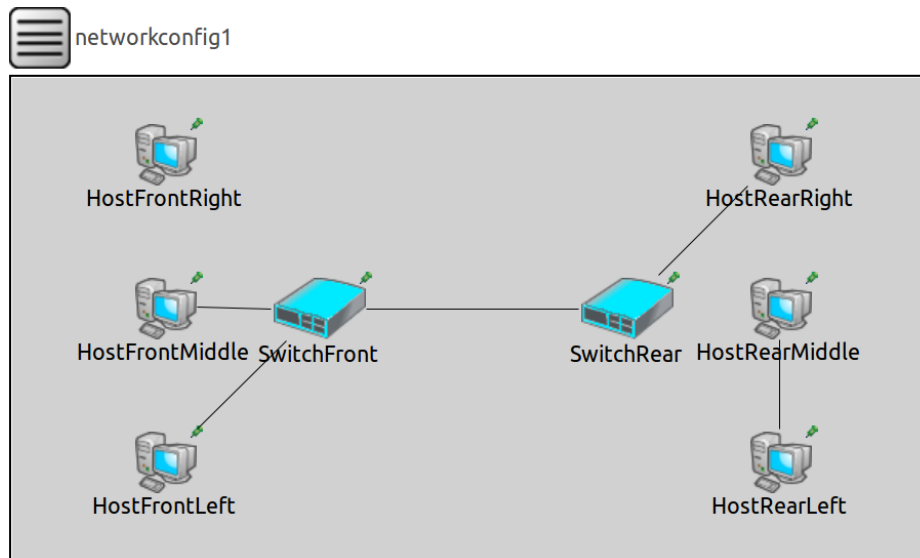 networkconfig1
HostFrontRight
HostRearRight
HostFrontMiddle
SwitchFront
SwitchRear
HostRearMiddle
HostFrontLeft
HostRearLeft